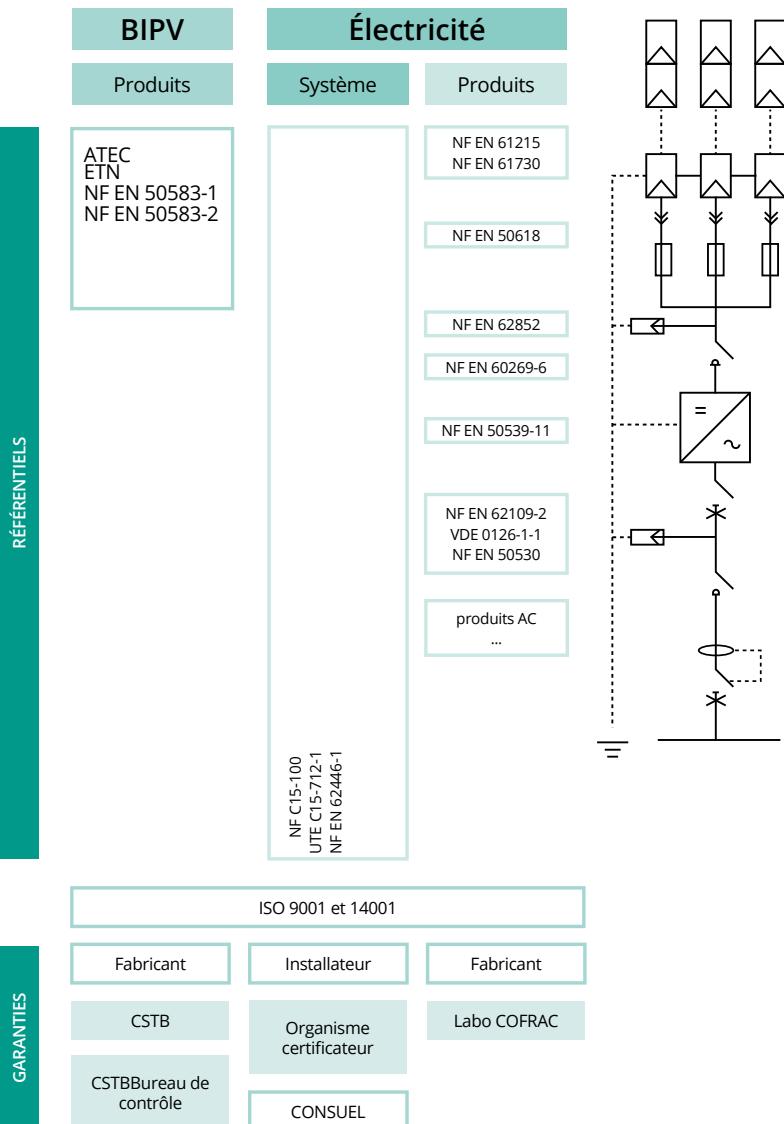 BIPV
Électricité
Produits
Système
Produits
RÉFÉRENTIELS
ATEC
ETN
NF EN 50583-1
NF EN 50583-2
NF C15-100
UTE C15-712-1
NF EN 62446-1
NF EN 61215
NF EN 61730
NF EN 50618
NF EN 62852
NF EN 60269-6
NF EN 50539-11
NF EN 62109-2
VDE 0126-1-1
NF EN 50530
produits AC
...
ISO 9001 et 14001
GARANTIES
Fabricant
Installateur
Fabricant
CSTB
Organisme
certificateur
Labo COFRAC
CSTBBureau de
contrôle
CONSUEL